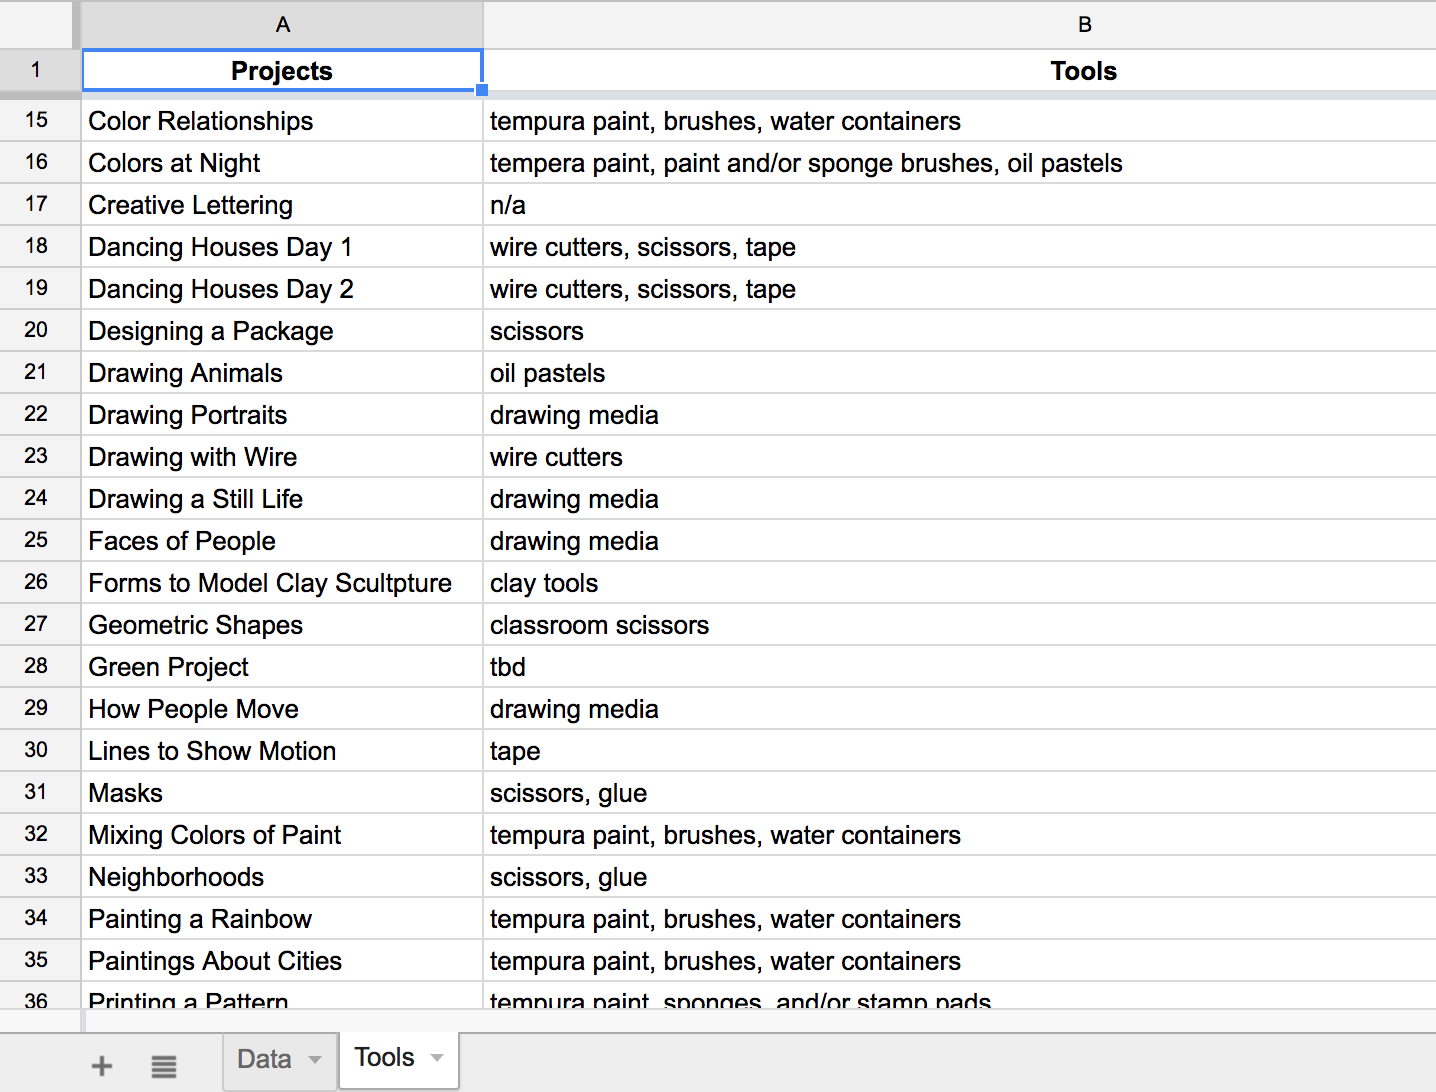 A B
1 Projects Tools
15 Color Relationships tempura paint, brushes, water containers
16 Colors at Night tempera paint, paint and/or sponge brushes, oil pastels
17 Creative Lettering n/a
18 Dancing Houses Day 1 wire cutters, scissors, tape
19 Dancing Houses Day 2 wire cutters, scissors, tape
20 Designing a Package scissors
21 Drawing Animals oil pastels
22 Drawing Portraits drawing media
23 Drawing with Wire wire cutters
24 Drawing a Still Life drawing media
25 Faces of People drawing media
26 Forms to Model Clay Scultpture clay tools
27 Geometric Shapes classroom scissors
28 Green Project tbd
29 How People Move drawing media
30 Lines to Show Motion tape
31 Masks scissors, glue
32 Mixing Colors of Paint tempura paint, brushes, water containers
33 Neighborhoods scissors, glue
34 Painting a Rainbow tempura paint, brushes, water containers
35 Paintings About Cities tempura paint, brushes, water containers
36 Printing a Pattern tempura paint, sponges, and/or stamp pads
Data Tools